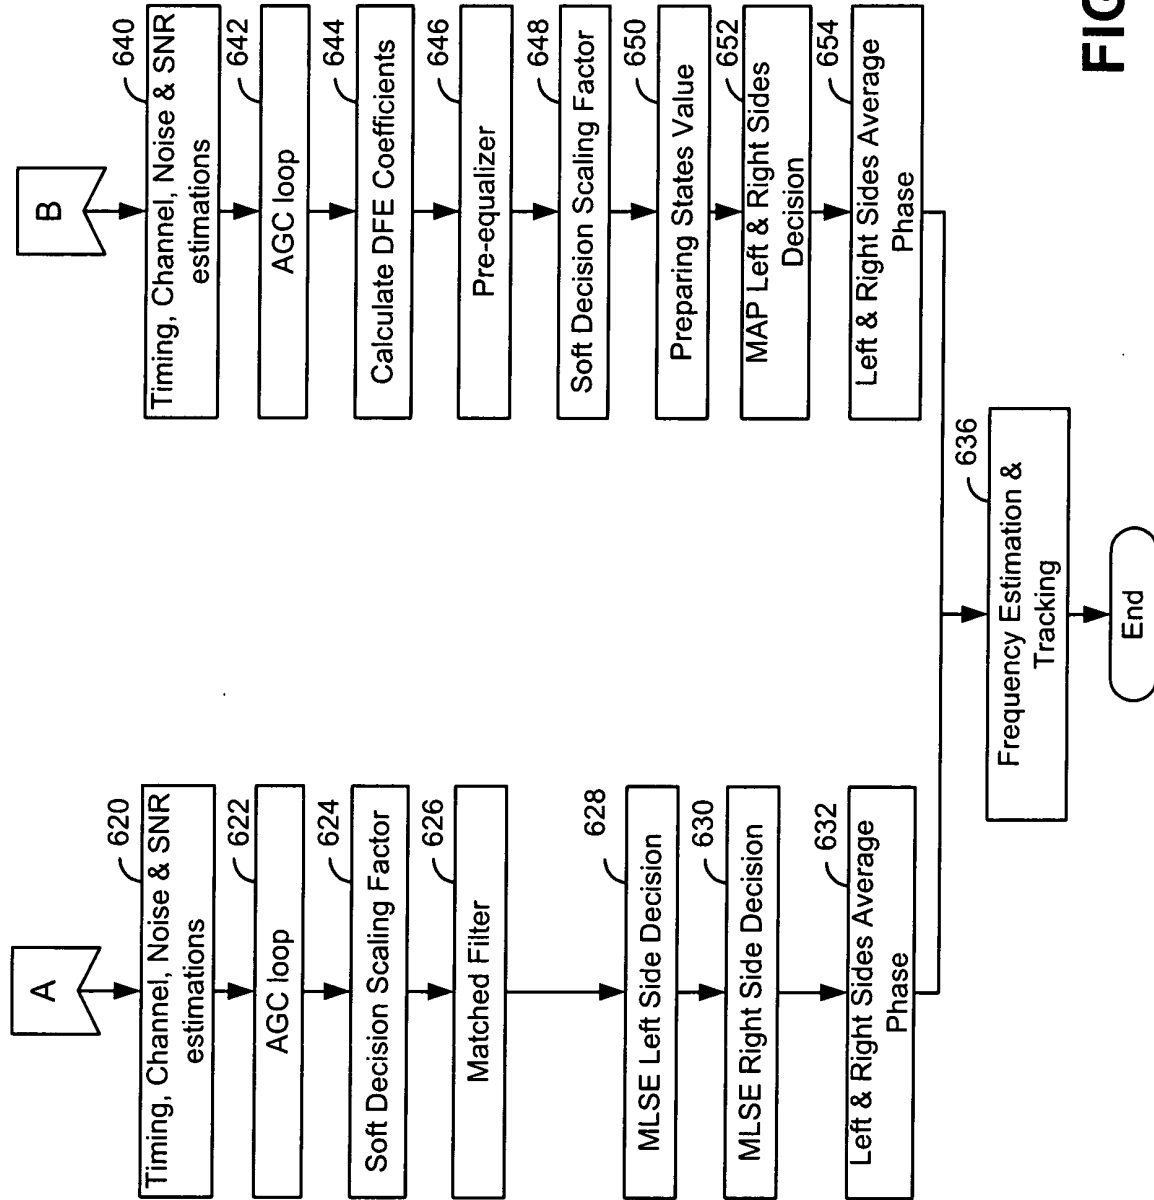 A
620
Timing, Channel, Noise & SNR
estimations
622
AGC loop
624
Soft Decision Scaling Factor
626
Matched Filter
628
MLSE Left Side Decision
630
MLSE Right Side Decision
632
Left & Right Sides Average
Phase
B
640
Timing, Channel, Noise & SNR
estimations
642
AGC loop
644
Calculate DFE Coefficients
646
Pre-equalizer
648
Soft Decision Scaling Factor
650
Preparing States Value
652
MAP Left & Right Sides
Decision
654
Left & Right Sides Average
Phase
636
Frequency Estimation &
Tracking
End